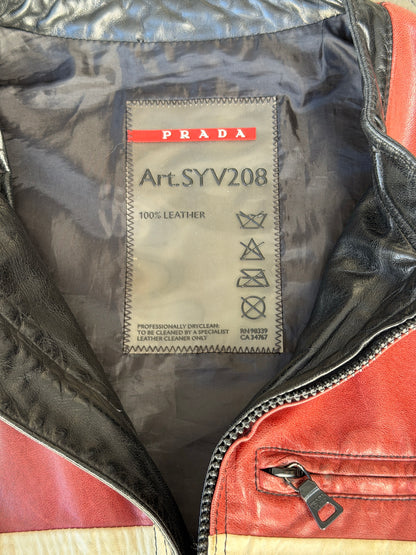 PRADA
Art.SYV208
100% LEATHER
PROFESSIONALLY DRYCLEAN:
TO BE CLEANED BY A SPECIALIST
LEATHER CLEANER ONLY
RN 98339
CA 34767